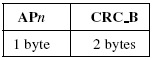 APn CRC_B
1 byte 2 bytes